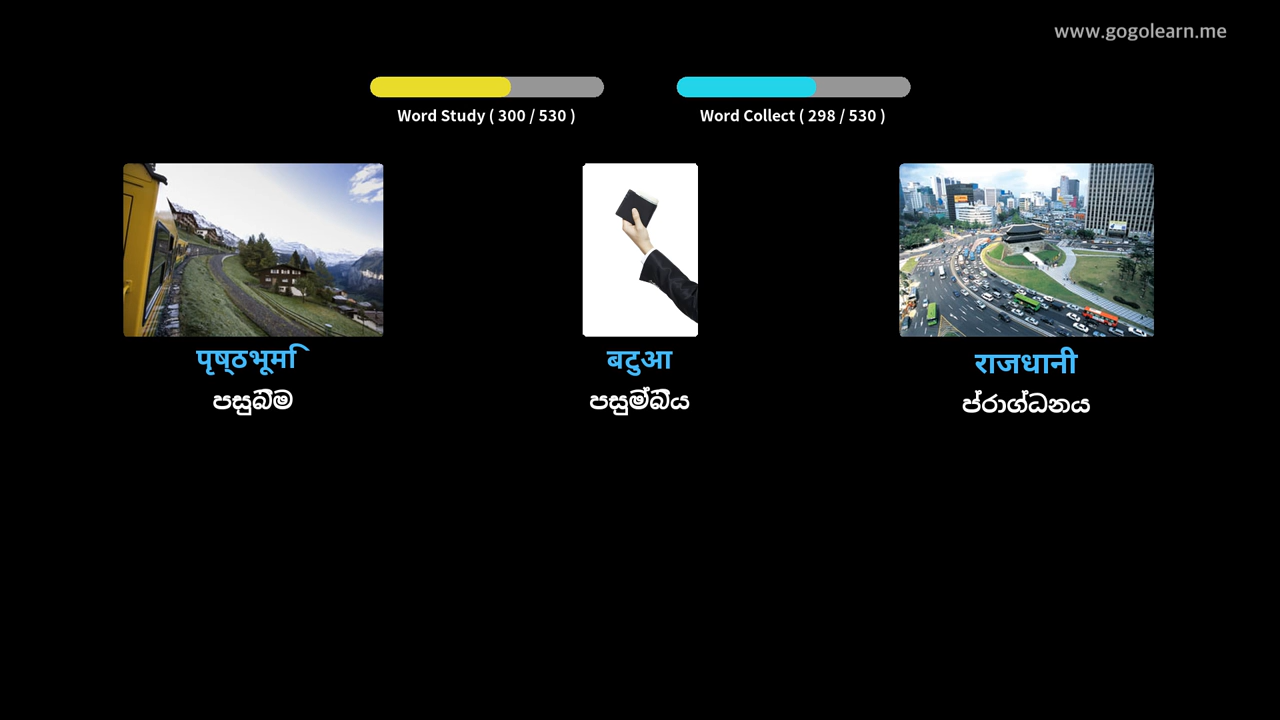 www.gogolearn.me
Word Study ( 300 / 530 )
Word Collect ( 298 / 530 )
पृष्ठभूमि
बटुआ
राजधानी
පසුබිම
පසුම්බිය
ප්රාග්ධනය